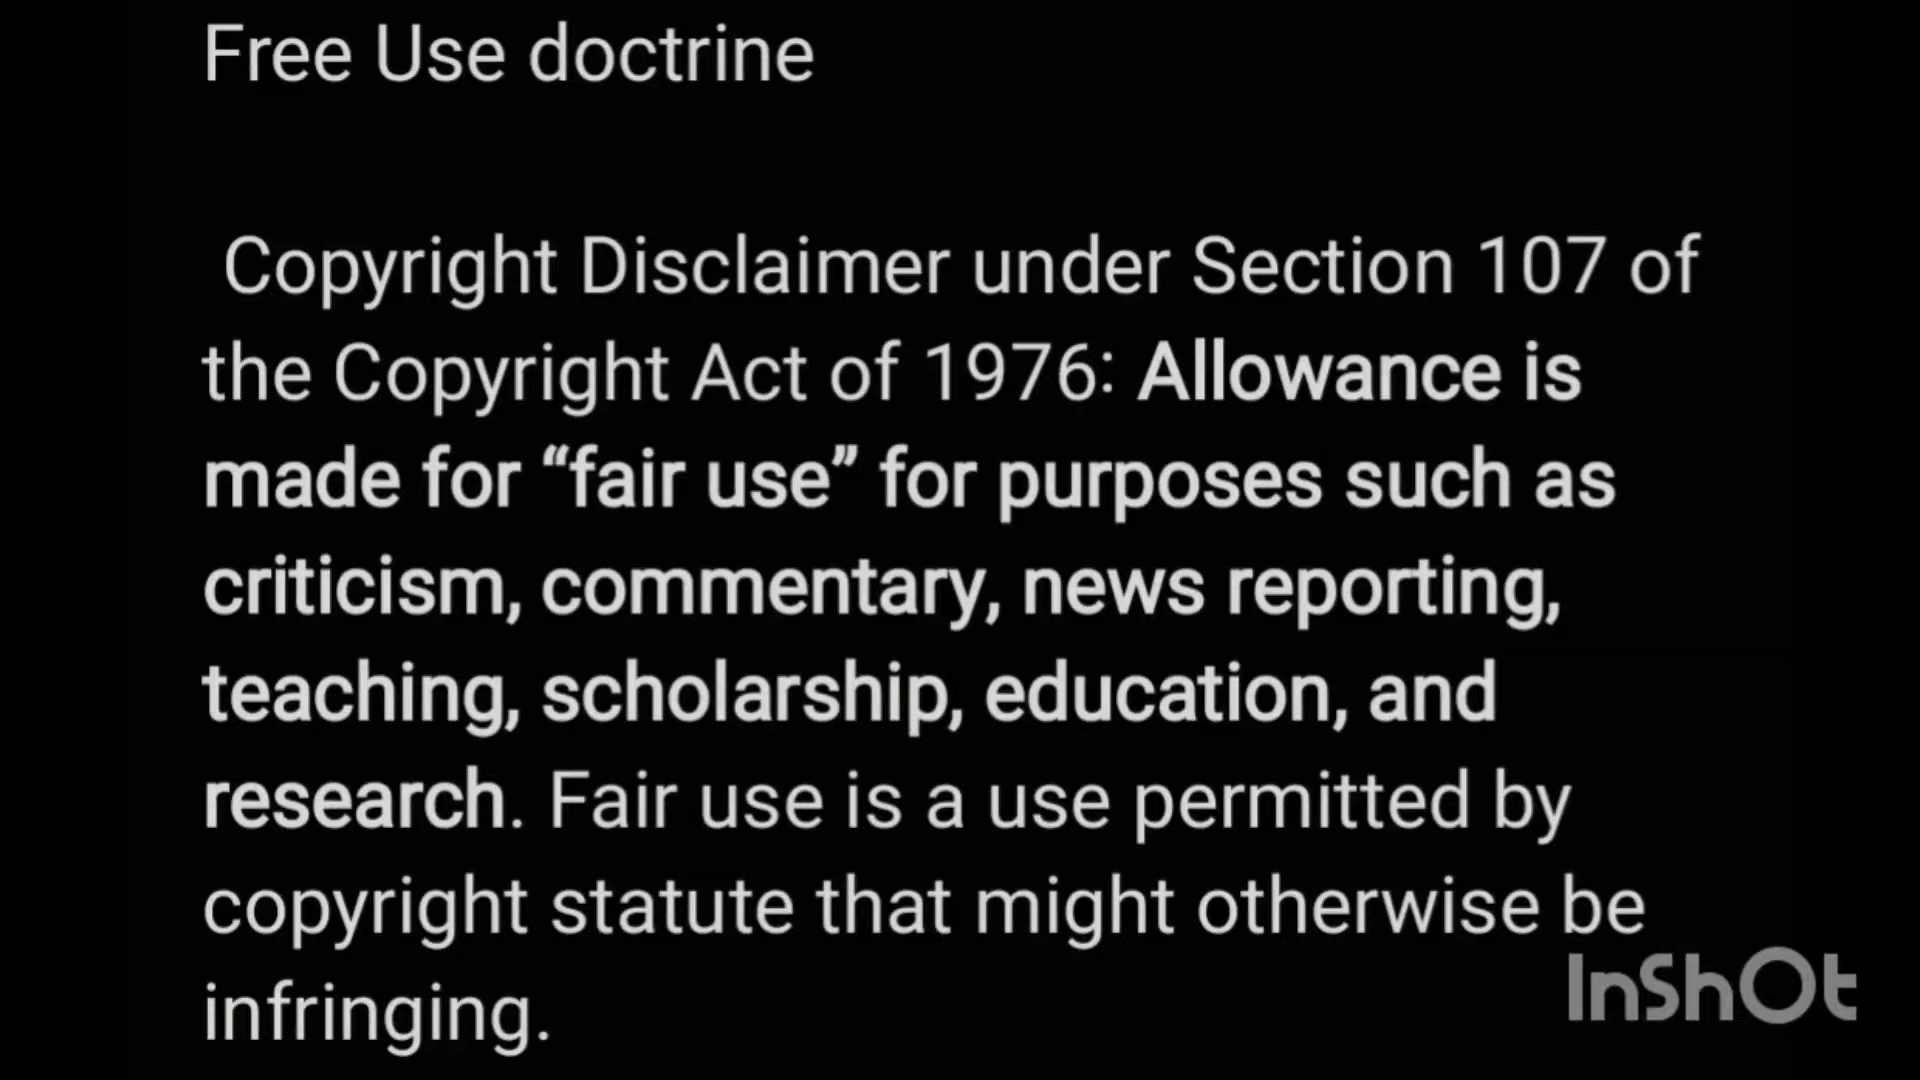 Free Use doctrine
Copyright Disclaimer under Section 107 of
the Copyright Act of 1976: Allowance is
made for “fair use” for purposes such as
criticism, commentary, news reporting,
teaching, scholarship, education, and
research. Fair use is a use permitted by
copyright statute that might otherwise be
infringing.
InShOt